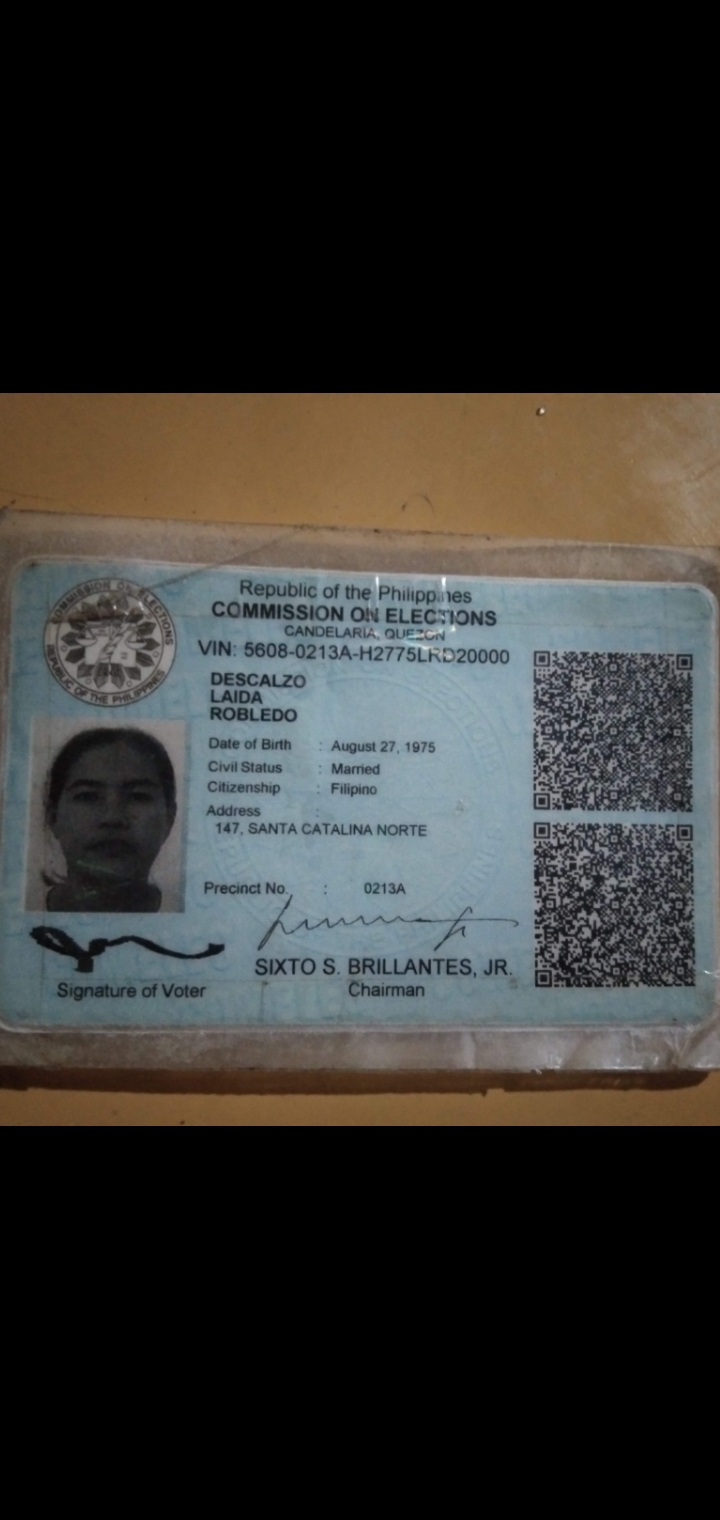 COMMISSION ON ELECTIONS
REPUBLIC OF THE PHILIPPINES
Republic of the Philippines
COMMISSION ON ELECTIONS
CANDELARIA, QUEZON
VIN: 5608-0213A-H2775LRD20000
DESCALZO
LAIDA
ROBLEDO
Date of Birth : August 27, 1975
Civil Status : Married
Citizenship : Filipino
Address :
147, SANTA CATALINA NORTE
Precinct No. : 0213A
SIXTO S. BRILLANTES, JR.
Chairman
Signature of Voter